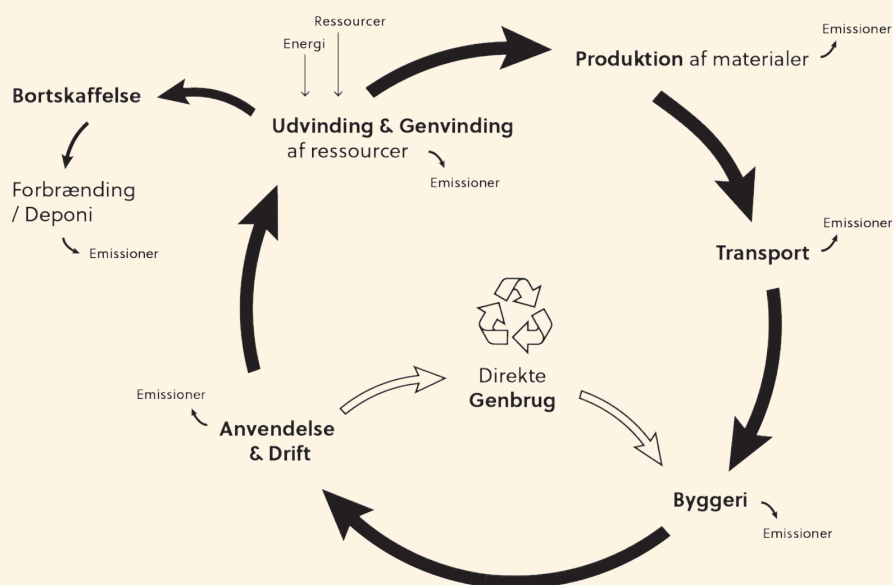 Ressourcer
Energi
Emissioner
Produktion af materialer
Bortskaffelse
Udvinding & Genvinding
af ressourcer
Emissioner
Forbrænding
/ Deponi
Emissioner
Emissioner
Transport
Direkte
Genbrug
Emissioner
Anvendelse
& Drift
Byggeri
Emissioner